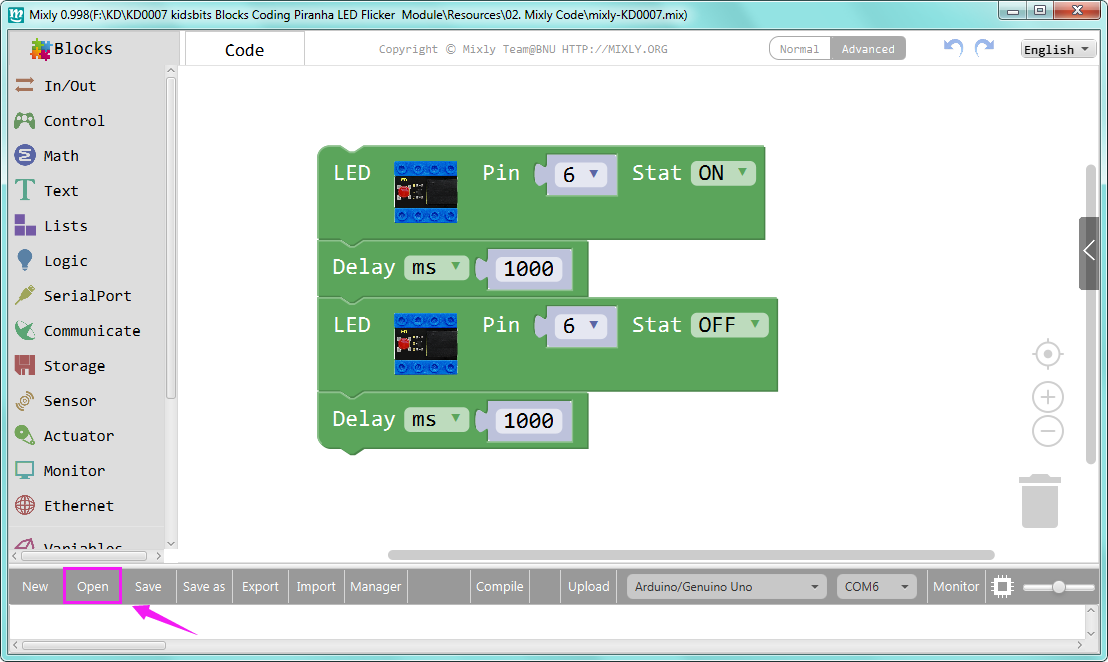 Mixly 0.998(F:\KD\KD0007 kidsbits Blocks Coding Piranha LED Flicker Module\Resources\02. Mixly Code\mixly-KD0007.mix)
Blocks
Code
Copyright © Mixly Team@BNU HTTP://MIXLY.ORG
Normal
Advanced
English
In/Out
Control
Math
Text
Lists
Logic
SerialPort
Communicate
Storage
Sensor
Actuator
Monitor
Ethernet
Variables
LED Pin 6 Stat ON
Delay ms 1000
LED Pin 6 Stat OFF
Delay ms 1000
New Open Save Save as Export Import Manager Compile Upload Arduino/Genuino Uno COM6 Monitor